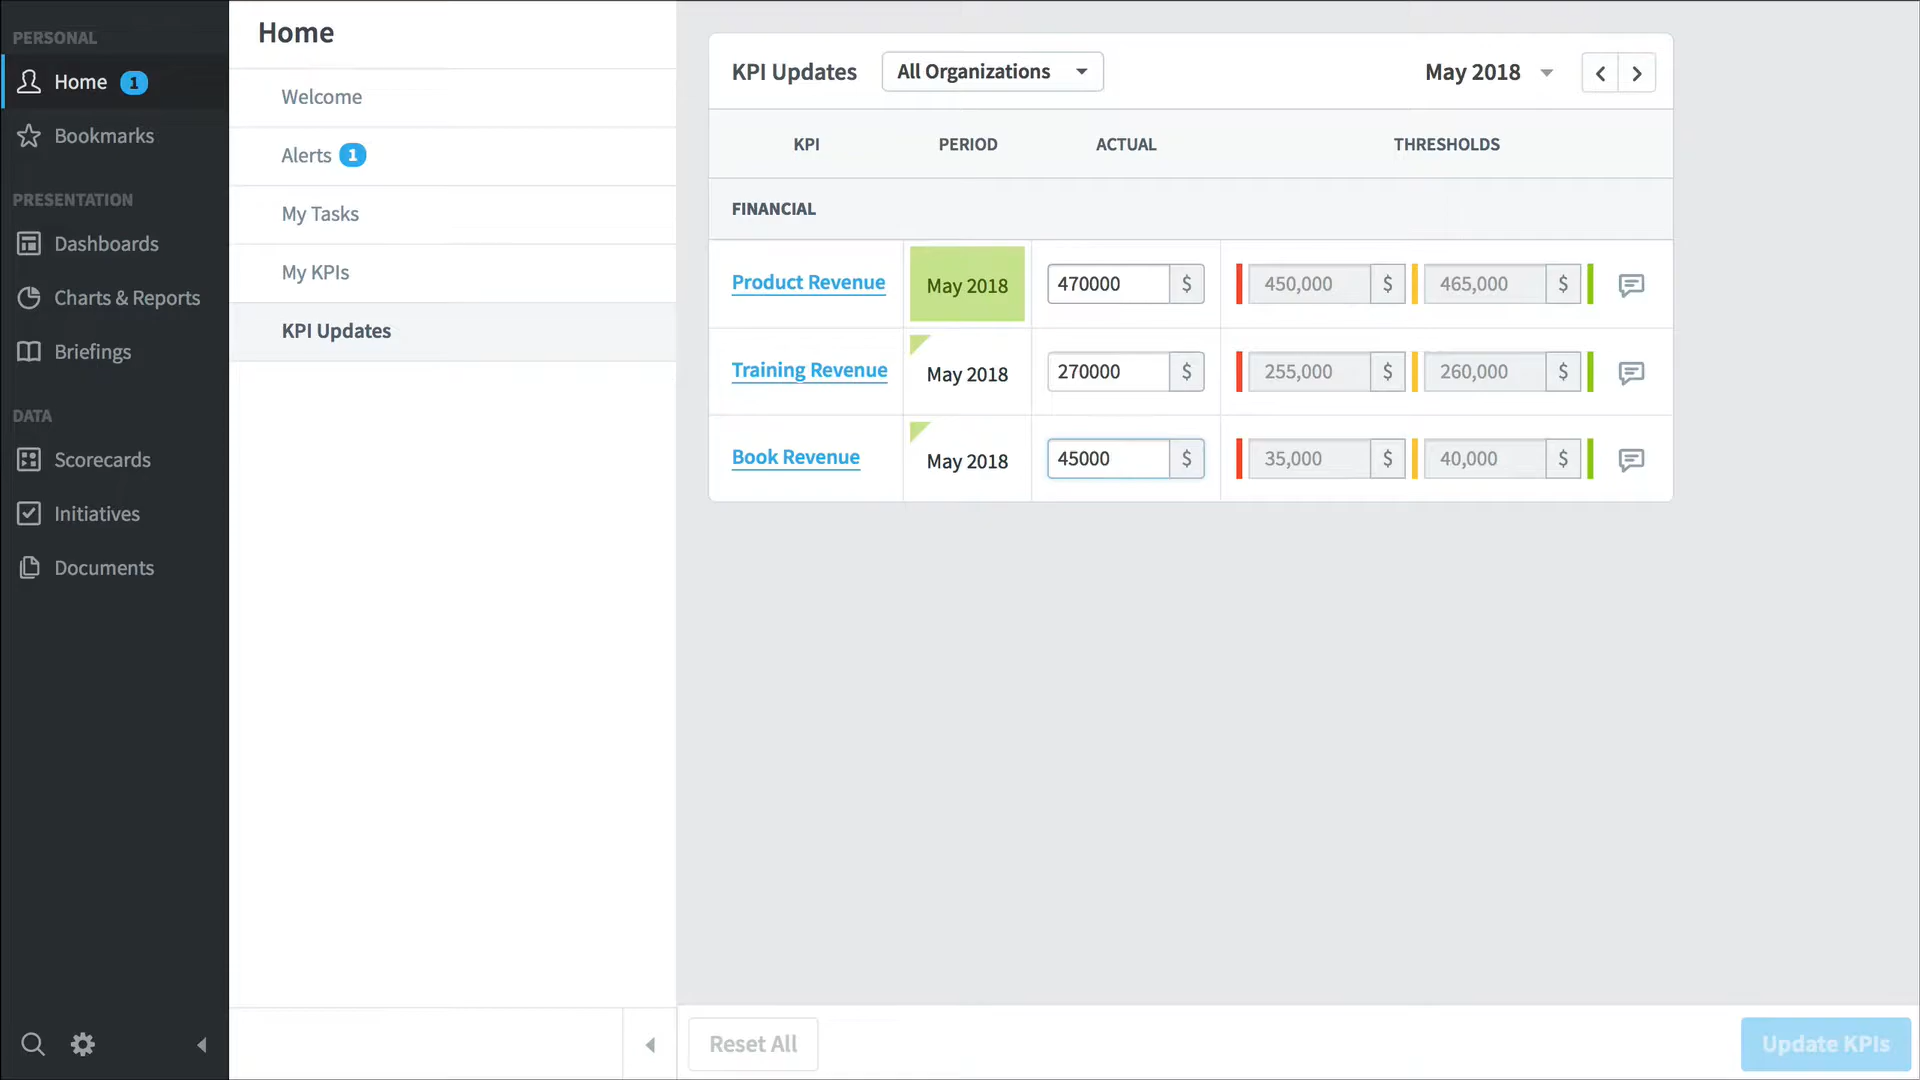 PERSONAL
Home 1
Bookmarks
PRESENTATION
Dashboards
Charts & Reports
Briefings
DATA
Scorecards
Initiatives
Documents
Home
Welcome
Alerts 1
My Tasks
My KPIs
KPI Updates
KPI Updates All Organizations May 2018
KPI PERIOD ACTUAL THRESHOLDS
FINANCIAL
Product Revenue May 2018 470000 $ 450,000 $ 465,000 $
Training Revenue May 2018 270000 $ 255,000 $ 260,000 $
Book Revenue May 2018 45000 $ 35,000 $ 40,000 $
Reset All Update KPIs